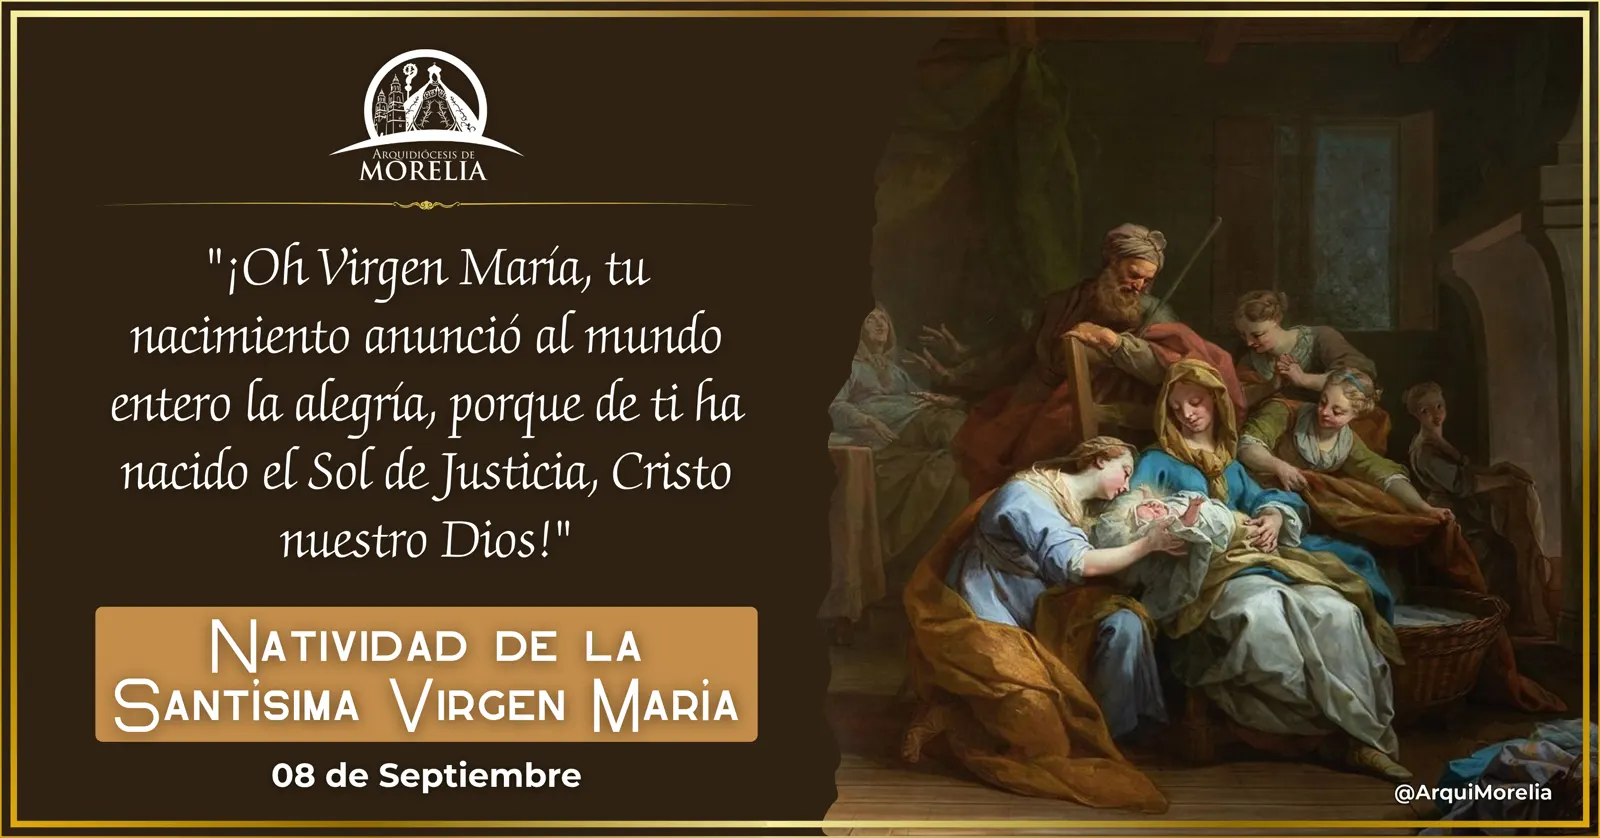 ARQUIDIÓCESIS DE
MORELIA
"¡Oh Virgen María, tu
nacimiento anunció al mundo
entero la alegría, porque de ti ha
nacido el Sol de Justicia, Cristo
nuestro Dios!"
NATIVIDAD DE LA
SANTÍSIMA VIRGEN MARÍA
08 de Septiembre
@ArquiMorelia